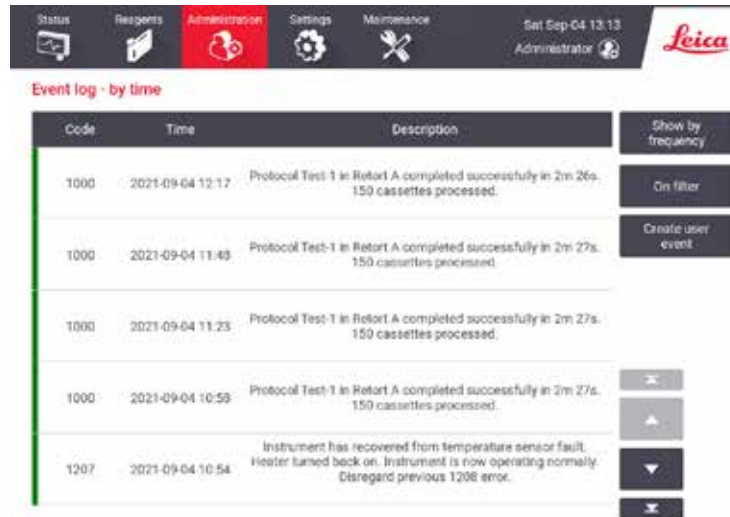 Status Reagents Administration Settings Maintenance Sat Sep-04 13:13
Administrator
Leica
Event log - by time
Code Time Description
Show by
frequency
1000 2021-09-04 12:17 Protocol Test-1 in Retort A completed successfully in 2m 26s.
150 cassettes processed.
On filter
Create user
event
1000 2021-09-04 11:48 Protocol Test-1 in Retort A completed successfully in 2m 27s.
150 cassettes processed.
1000 2021-09-04 11:23 Protocol Test-1 in Retort A completed successfully in 2m 27s.
150 cassettes processed.
1000 2021-09-04 10:58 Protocol Test-1 in Retort A completed successfully in 2m 27s.
150 cassettes processed.
1207 2021-09-04 10:54 Instrument has recovered from temperature sensor fault.
Heater turned back on. Instrument is now operating normally.
Disregard previous 1208 error.